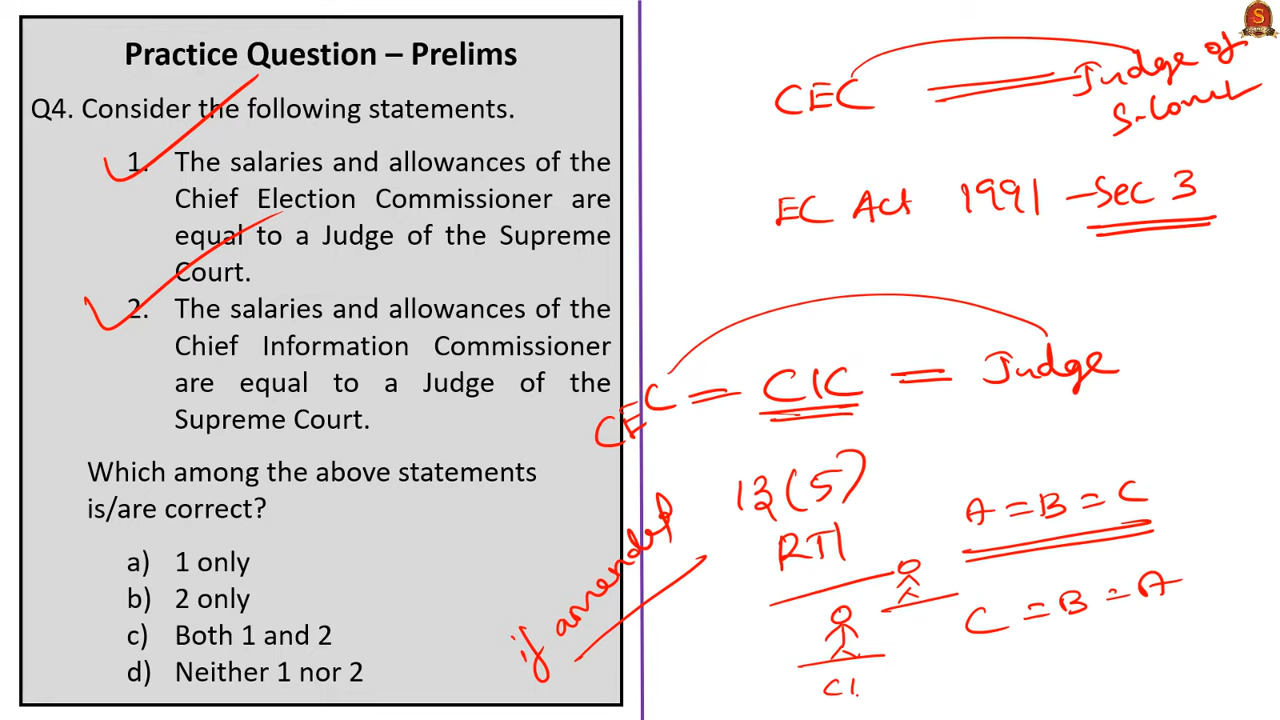 Practice Question – Prelims
Q4. Consider the following statements.
1. The salaries and allowances of the
Chief Election Commissioner are
equal to a Judge of the Supreme
Court.
2. The salaries and allowances of the
Chief Information Commissioner
are equal to a Judge of the
Supreme Court.
Which among the above statements
is/are correct?
a) 1 only
b) 2 only
c) Both 1 and 2
d) Neither 1 nor 2
CEC = Judge of
S-Court
EC Act 1991 - Sec 3
CEC = CIC = Judge
13(5)
RTI
if amended
A = B = C
C = B = A
CI.
S